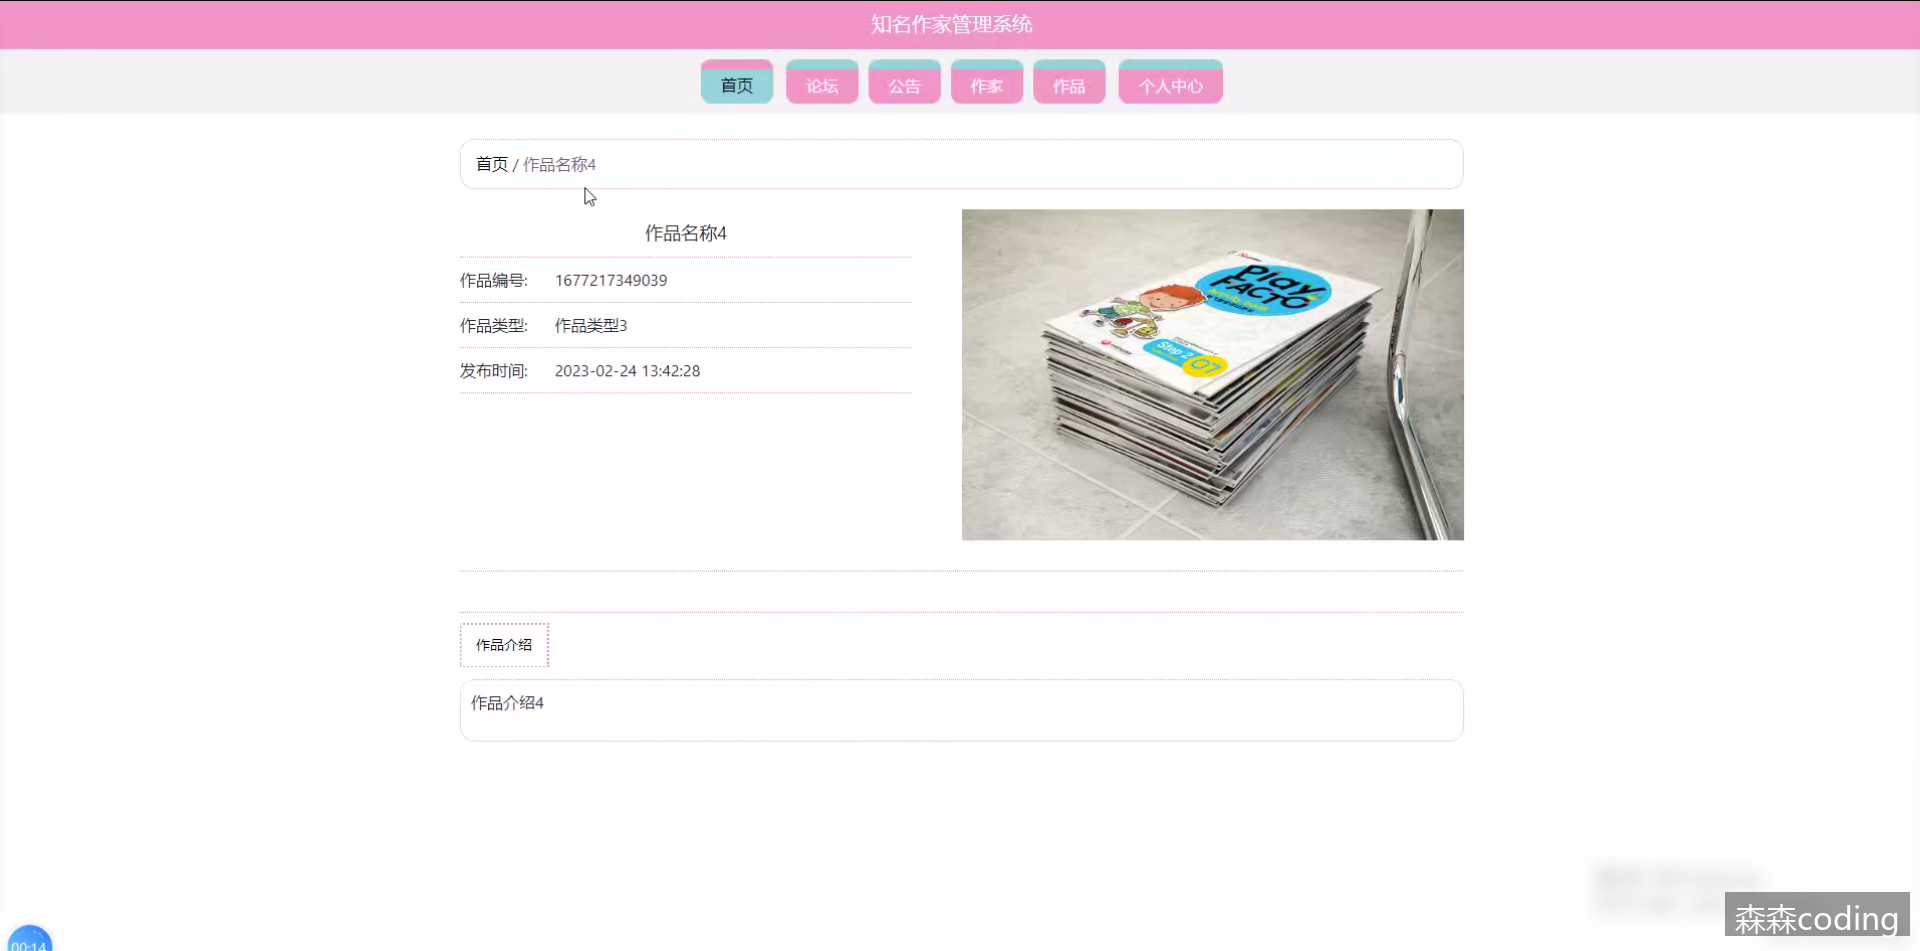 知名作家管理系统
首页 论坛 公告 作家 作品 个人中心
首页 / 作品名称4
作品名称4
作品编号: 1677217349039
作品类型: 作品类型3
发布时间: 2023-02-24 13:42:28
Play
FACTO
Step 2
07
作品介绍
作品介绍4
森森coding
00:14